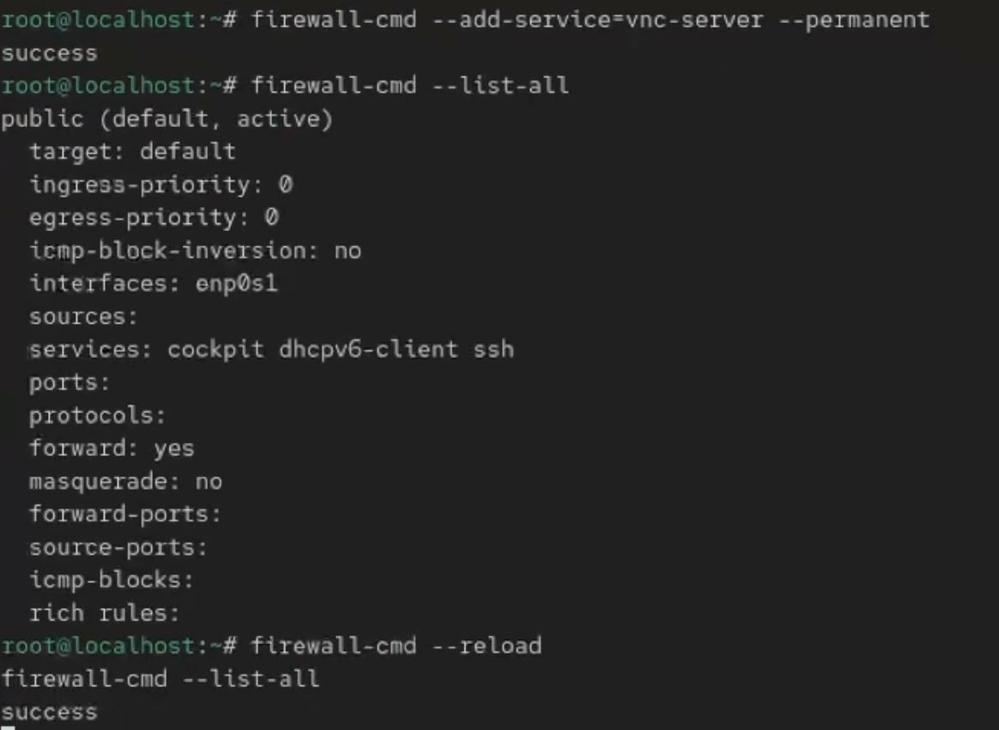 root@localhost:~# firewall-cmd --add-service=vnc-server --permanent
success
root@localhost:~# firewall-cmd --list-all
public (default, active)
  target: default
  ingress-priority: 0
  egress-priority: 0
  icmp-block-inversion: no
  interfaces: enp0s1
  sources:
  services: cockpit dhcpv6-client ssh
  ports:
  protocols:
  forward: yes
  masquerade: no
  forward-ports:
  source-ports:
  icmp-blocks:
  rich rules:
root@localhost:~# firewall-cmd --reload
firewall-cmd --list-all
success